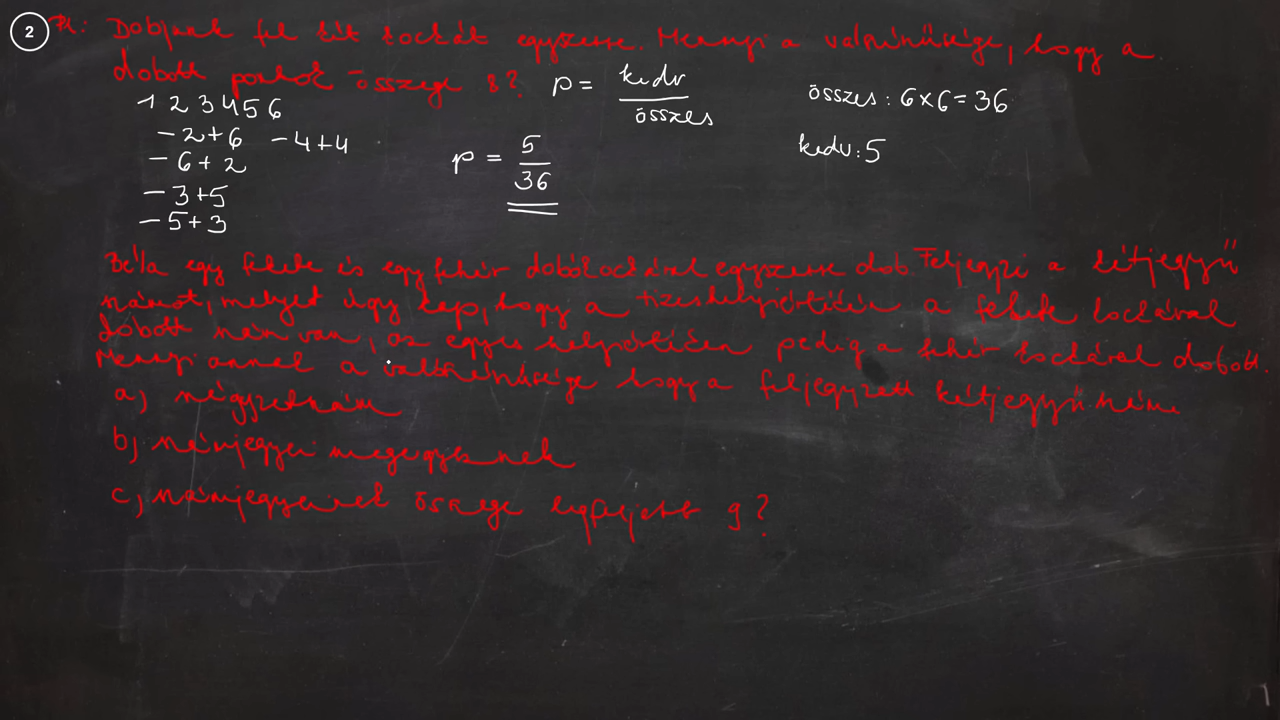 2 Pl: Dobjunk fel két kockát egyszerre. Mennyi a valószínűsége, hogy a
dobott pontok összege 8?
p = kedv / összes
összes: 6×6=36
1 2 3 4 5 6
- 2+6 - 4+4
kedv: 5
- 6+2
p = 5 / 36
- 3+5
- 5+3
Béla egy fekete és egy fehér dobókockával egyszerre dob. Feljegyzi a kétjegyű
számot, melyet úgy kap, hogy a tízeshelyiértékén a fekete kockával
dobott szám van, az egyes helyiértéken pedig a fehér kockával dobott.
Mennyi annak a valószínűsége hogy a feljegyzett kétjegyű szám
a, négyzetszám
b, számjegyei megegyeznek
c, számjegyeinek összege legfeljebb 9?
1